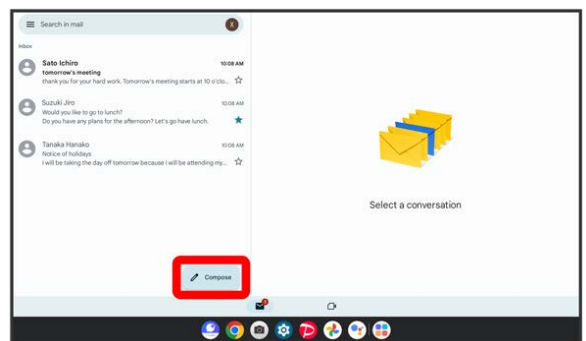 Search in mail
X
Inbox
Sato Ichiro 10:08 AM
tomorrow's meeting
thank you for your hard work. Tomorrow's meeting starts at 10 o'clo...
Suzuki Jiro 10:08 AM
Would you like to go to lunch?
Do you have any plans for the afternoon? Let's go have lunch.
Tanaka Hanako 10:08 AM
Notice of holidays
I will be taking the day off tomorrow because I will be attending my...
Select a conversation
Compose